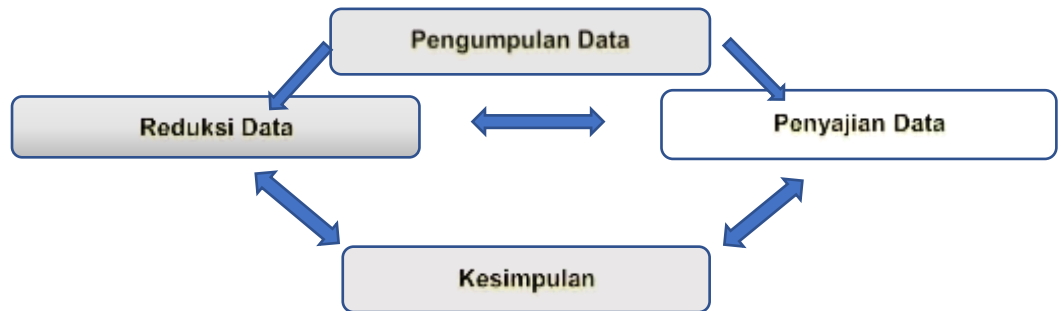 Pengumpulan Data
Reduksi Data
Penyajian Data
Kesimpulan